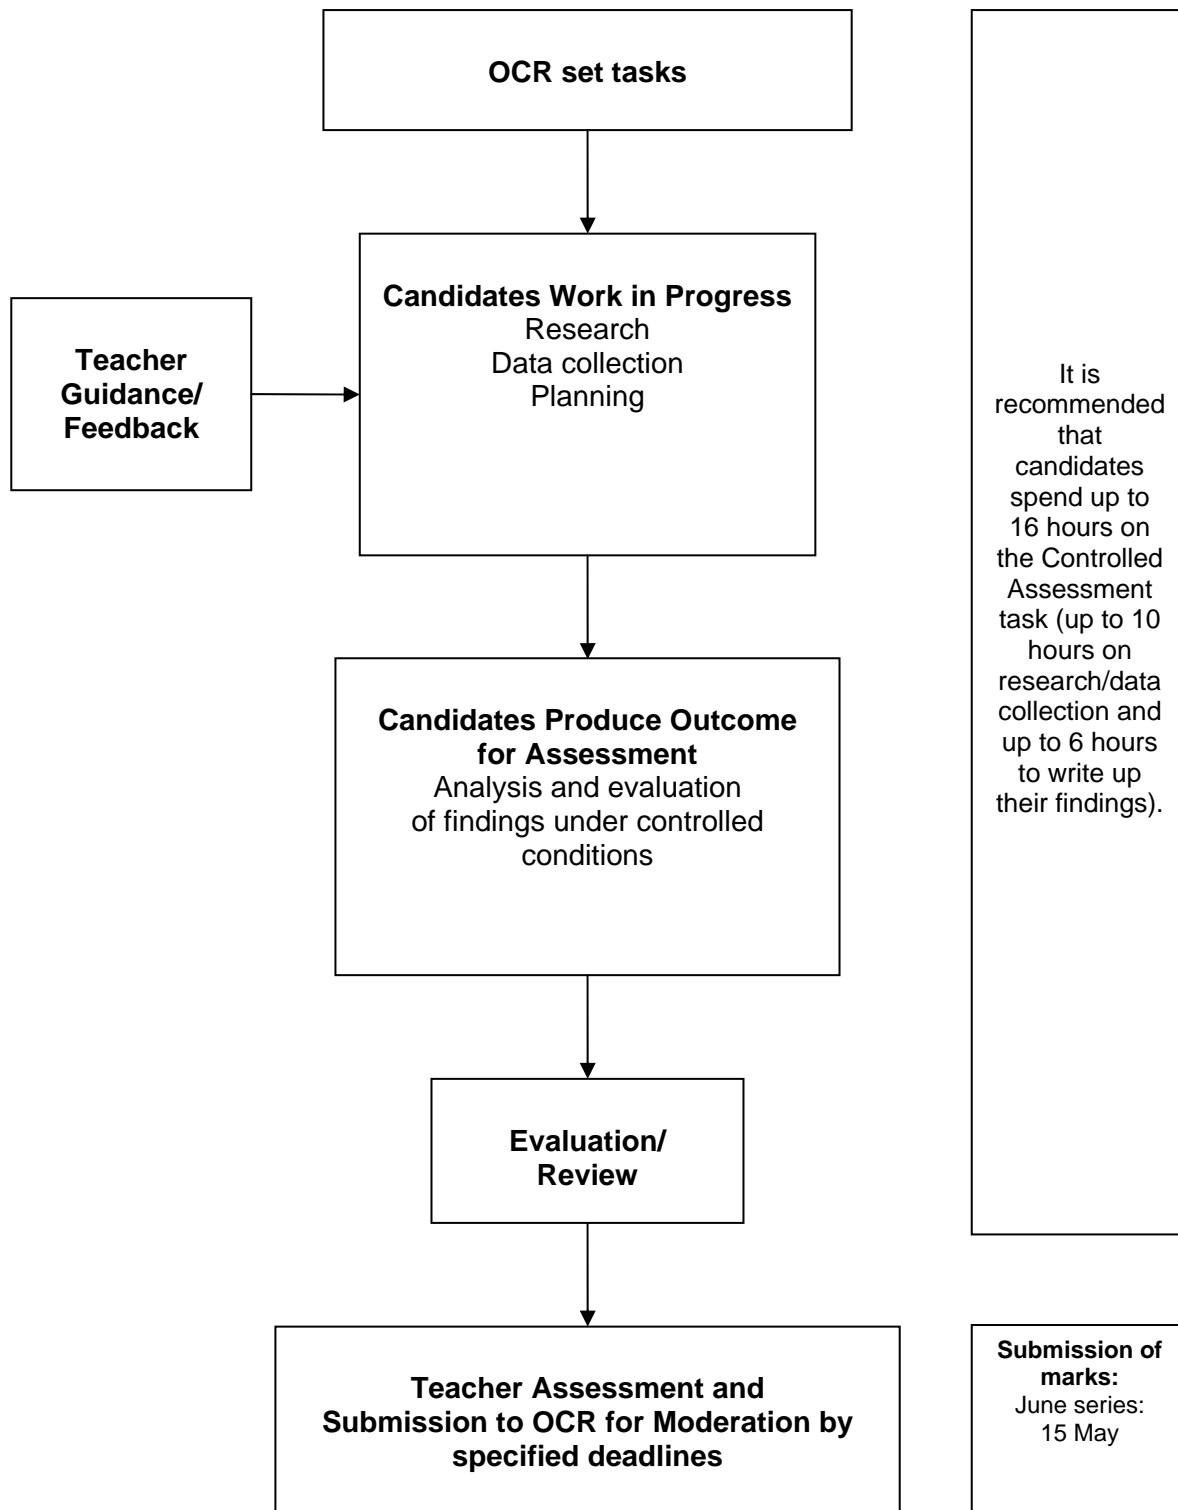 OCR set tasks
Candidates Work in Progress
Research
Data collection
Planning
Teacher
Guidance/
Feedback
Candidates Produce Outcome
for Assessment
Analysis and evaluation
of findings under controlled
conditions
Evaluation/
Review
Teacher Assessment and
Submission to OCR for Moderation by
specified deadlines
It is
recommended
that
candidates
spend up to
16 hours on
the Controlled
Assessment
task (up to 10
hours on
research/data
collection and
up to 6 hours
to write up
their findings).
Submission of
marks:
June series:
15 May